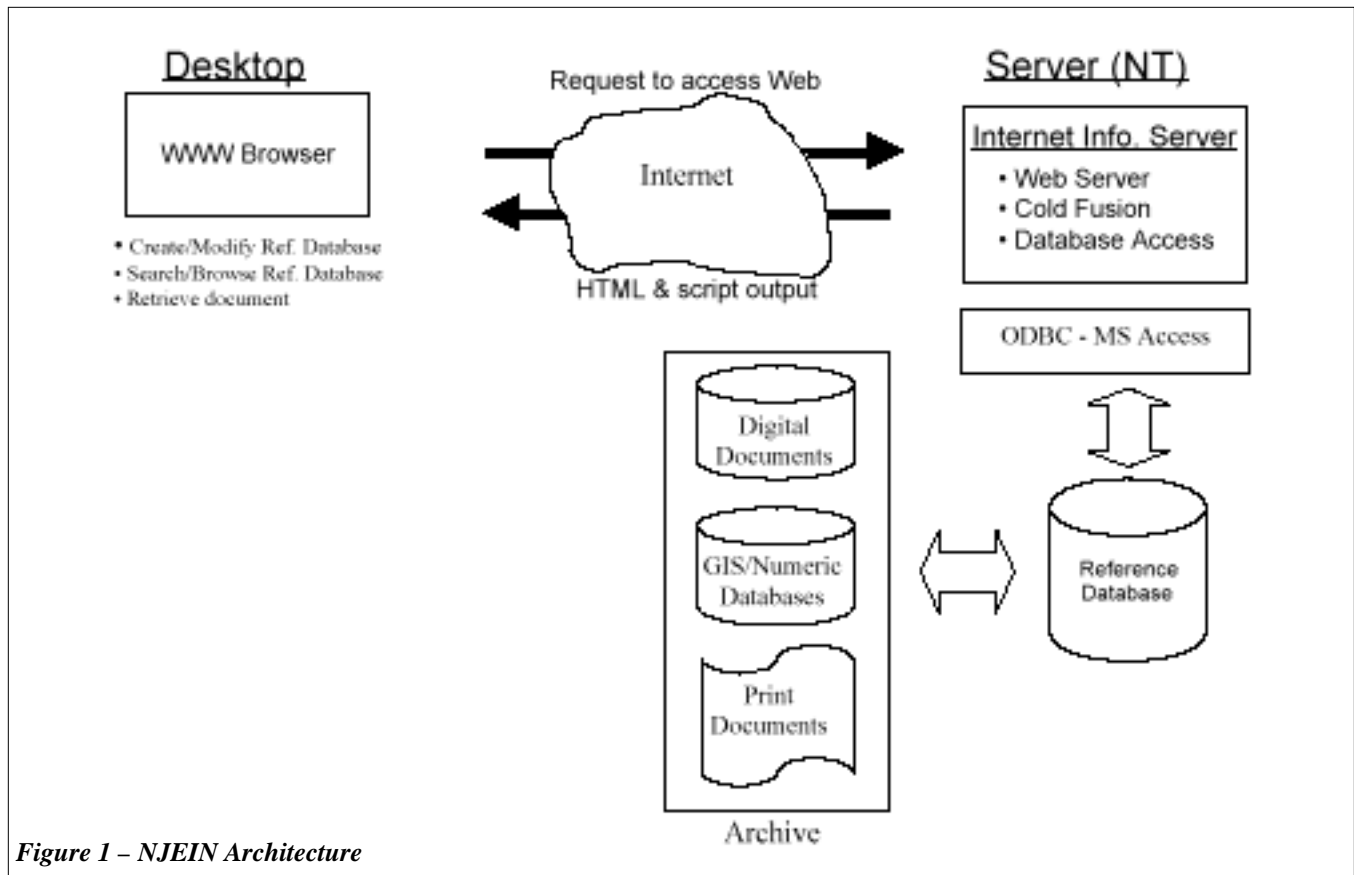 Desktop
WWW Browser
• Create/Modify Ref. Database
• Search/Browse Ref. Database
• Retrieve document
Request to access Web
Internet
HTML & script output
Server (NT)
Internet Info. Server
• Web Server
• Cold Fusion
• Database Access
ODBC - MS Access
Reference
Database
Digital
Documents
GIS/Numeric
Databases
Print
Documents
Archive
Figure 1 – NJEIN Architecture